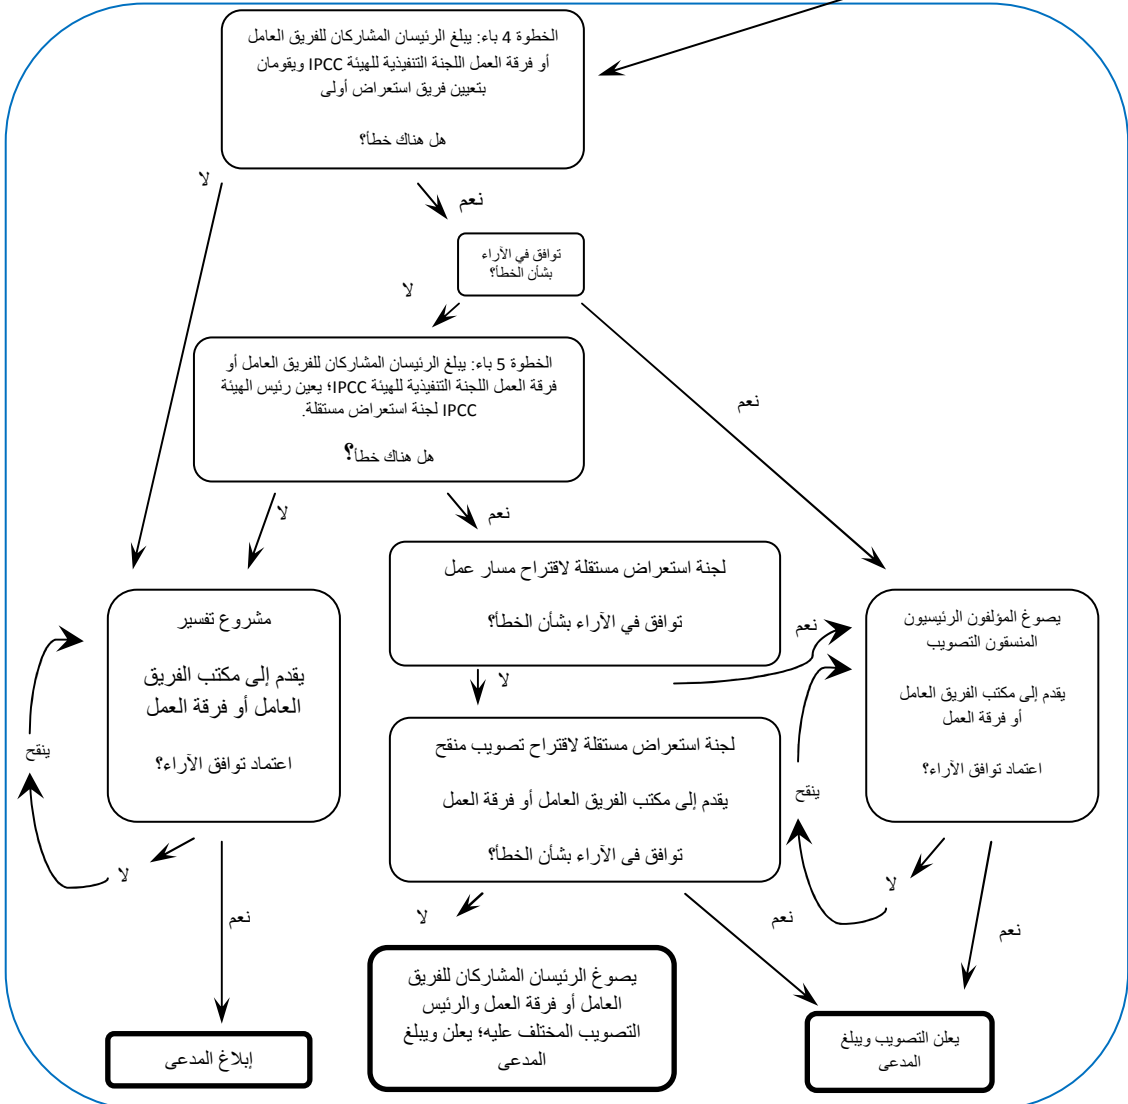 الخطوة 4 باء: يبلغ الرئيسان المشاركان للفريق العامل
أو فرقة العمل اللجنة التنفيذية للهيئة IPCC ويقومان
بتعيين فريق استعراض أولى
هل هناك خطأ؟
لا
نعم
توافق في الآراء
بشأن الخطأ؟
لا
نعم
الخطوة 5 باء: يبلغ الرئيسان المشاركان للفريق العامل أو
فرقة العمل اللجنة التنفيذية للهيئة IPCC؛ يعين رئيس الهيئة
IPCC لجنة استعراض مستقلة.
هل هناك خطأ؟
لا
نعم
لجنة استعراض مستقلة لاقتراح مسار عمل
توافق في الآراء بشأن الخطأ؟
نعم
لا
يصوغ المؤلفون الرئيسيون
المنسقون التصويب
يقدم إلى مكتب الفريق العامل
أو فرقة العمل
اعتماد توافق الآراء؟
مشروع تفسير
يقدم إلى مكتب الفريق
العامل أو فرقة العمل
اعتماد توافق الآراء؟
ينقح
لجنة استعراض مستقلة لاقتراح تصويب منقح
يقدم إلى مكتب الفريق العامل أو فرقة العمل
توافق فى الآراء بشأن الخطأ؟
ينقح
لا
نعم
لا
نعم
لا
نعم
يصوغ الرئيسان المشاركان للفريق
العامل أو فرقة العمل والرئيس
التصويب المختلف عليه؛ يعلن ويبلغ
المدعى
يعلن التصويب ويبلغ
المدعى
إبلاغ المدعى